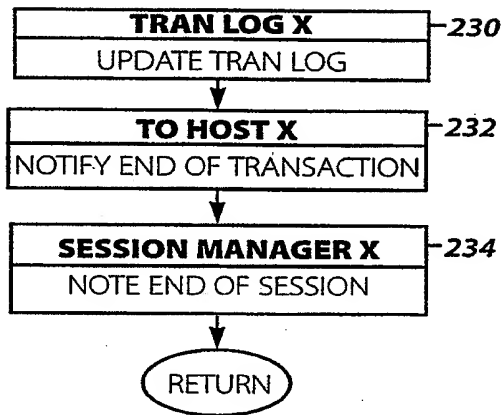 TRAN LOG X
230
UPDATE TRAN LOG
TO HOST X
232
NOTIFY END OF TRANSACTION
SESSION MANAGER X
234
NOTE END OF SESSION
RETURN